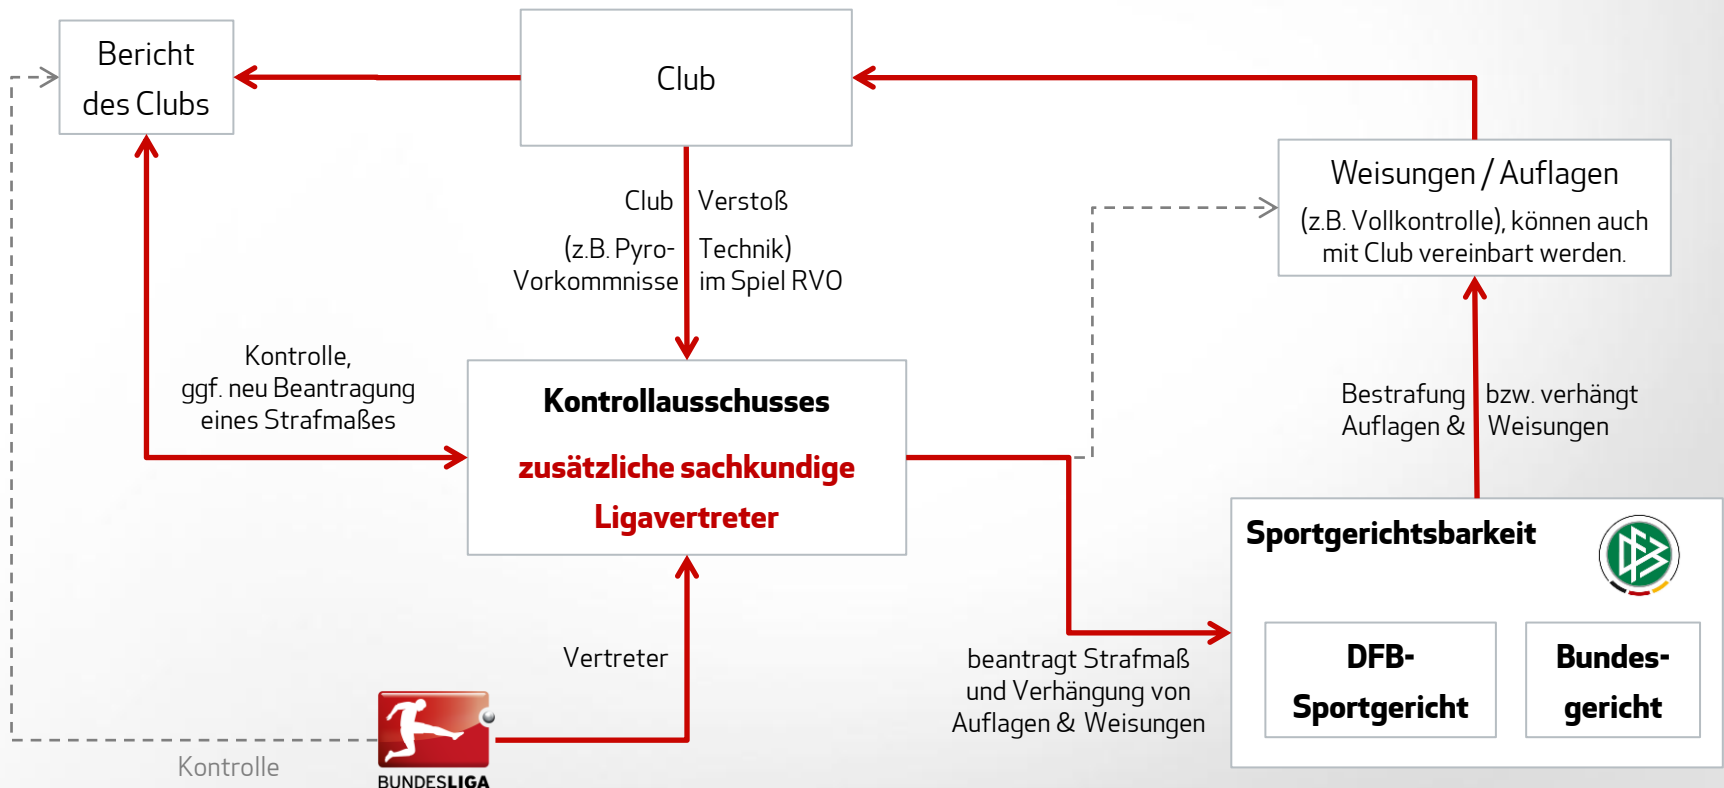 Bericht
des Clubs
Club
Weisungen / Auflagen
(z.B. Vollkontrolle), können auch
mit Club vereinbart werden.
Club Verstoß
(z.B. Pyro- Technik)
Vorkommnisse im Spiel RVO
Kontrolle,
ggf. neu Beantragung
eines Strafmaßes
Kontrollausschusses
zusätzliche sachkundige
Ligavertreter
Bestrafung bzw. verhängt
Auflagen & Weisungen
Sportgerichtsbarkeit
DFB
DFB-
Sportgericht
Bundes-
gericht
Vertreter
beantragt Strafmaß
und Verhängung von
Auflagen & Weisungen
Kontrolle
BUNDESLIGA